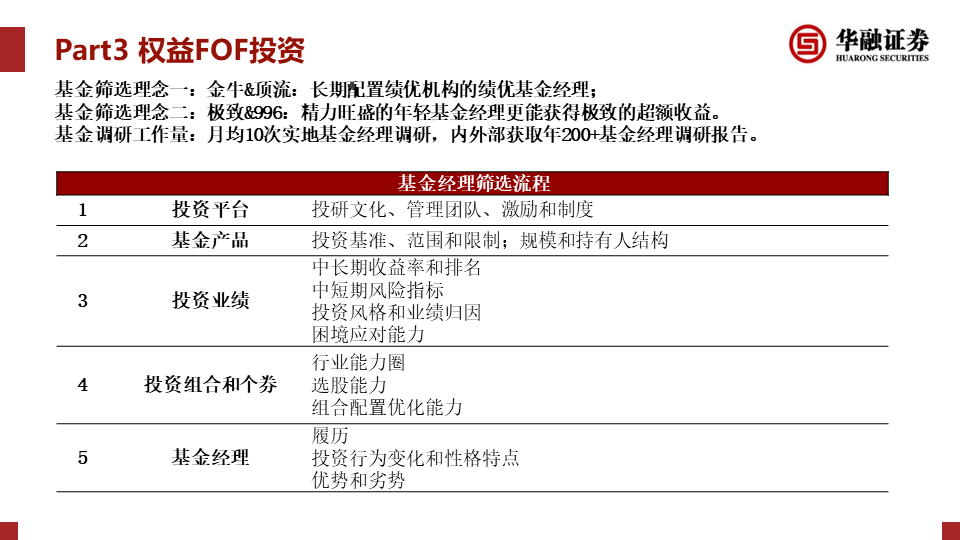 Part3 权益FOF投资
华融证券
HUARONG SECURITIES
基金筛选理念一：金牛&顶流：长期配置绩优机构的绩优基金经理；
基金筛选理念二：极致&996：精力旺盛的年轻基金经理更能获得极致的超额收益。
基金调研工作量：月均10次实地基金经理调研，内外部获取年200+基金经理调研报告。
基金经理筛选流程
1 投资平台 投研文化、管理团队、激励和制度
2 基金产品 投资基准、范围和限制；规模和持有人结构
3 投资业绩 中长期收益率和排名
中短期风险指标
投资风格和业绩归因
困境应对能力
4 投资组合和个券 行业能力圈
选股能力
组合配置优化能力
5 基金经理 履历
投资行为变化和性格特点
优势和劣势